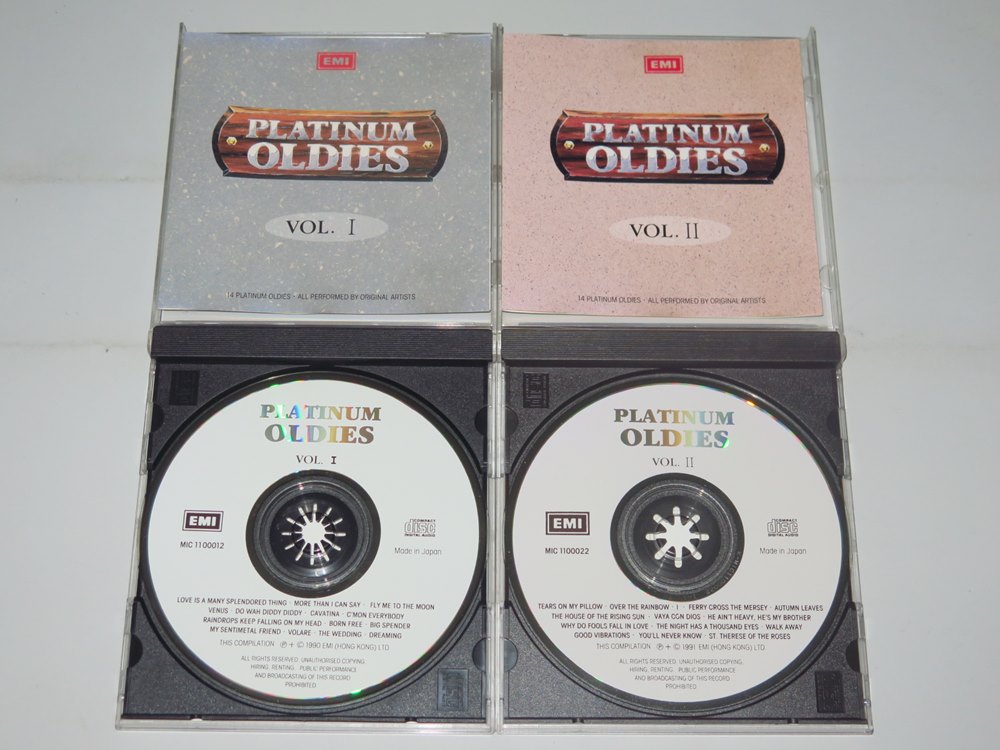 EMI
PLATINUM
OLDIES
VOL. I
14 PLATINUM OLDIES · ALL PERFORMED BY ORIGINAL ARTISTS
EMI
PLATINUM
OLDIES
VOL. II
14 PLATINUM OLDIES · ALL PERFORMED BY ORIGINAL ARTISTS
PLATINUM
OLDIES
VOL. I
EMI
MIC 1100012
COMPACT
disc
DIGITAL AUDIO
Made in Japan
LOVE IS A MANY SPLENDORED THING · MORE THAN I CAN SAY · FLY ME TO THE MOON
VENUS · DO WAH DIDDY DIDDY · CAVATINA · C'MON EVERYBODY
RAINDROPS KEEP FALLING ON MY HEAD · BORN FREE · BIG SPENDER
MY SENTIMETAL FRIEND · VOLARE · THE WEDDING · DREAMING
THIS COMPILATION ℗ + © 1990 EMI (HONG KONG) LTD
ALL RIGHTS RESERVED. UNAUTHORISED COPYING,
HIRING, RENTING, PUBLIC PERFORMANCE
AND BROADCASTING OF THIS RECORD
PROHIBITED
PLATINUM
OLDIES
VOL. II
EMI
MIC 1100022
COMPACT
disc
DIGITAL AUDIO
Made in Japan
TEARS ON MY PILLOW · OVER THE RAINBOW · I · FERRY CROSS THE MERSEY · AUTUMN LEAVES
THE HOUSE OF THE RISING SUN · VAYA CON DIOS · HE AIN'T HEAVY, HE'S MY BROTHER
WHY DO FOOLS FALL IN LOVE · THE NIGHT HAS A THOUSAND EYES · WALK AWAY
GOOD VIBRATIONS · YOU'LL NEVER KNOW · ST. THERESE OF THE ROSES
THIS COMPILATION ℗ + © 1991 EMI (HONG KONG) LTD
ALL RIGHTS RESERVED. UNAUTHORISED COPYING,
HIRING, RENTING, PUBLIC PERFORMANCE
AND BROADCASTING OF THIS RECORD
PROHIBITED